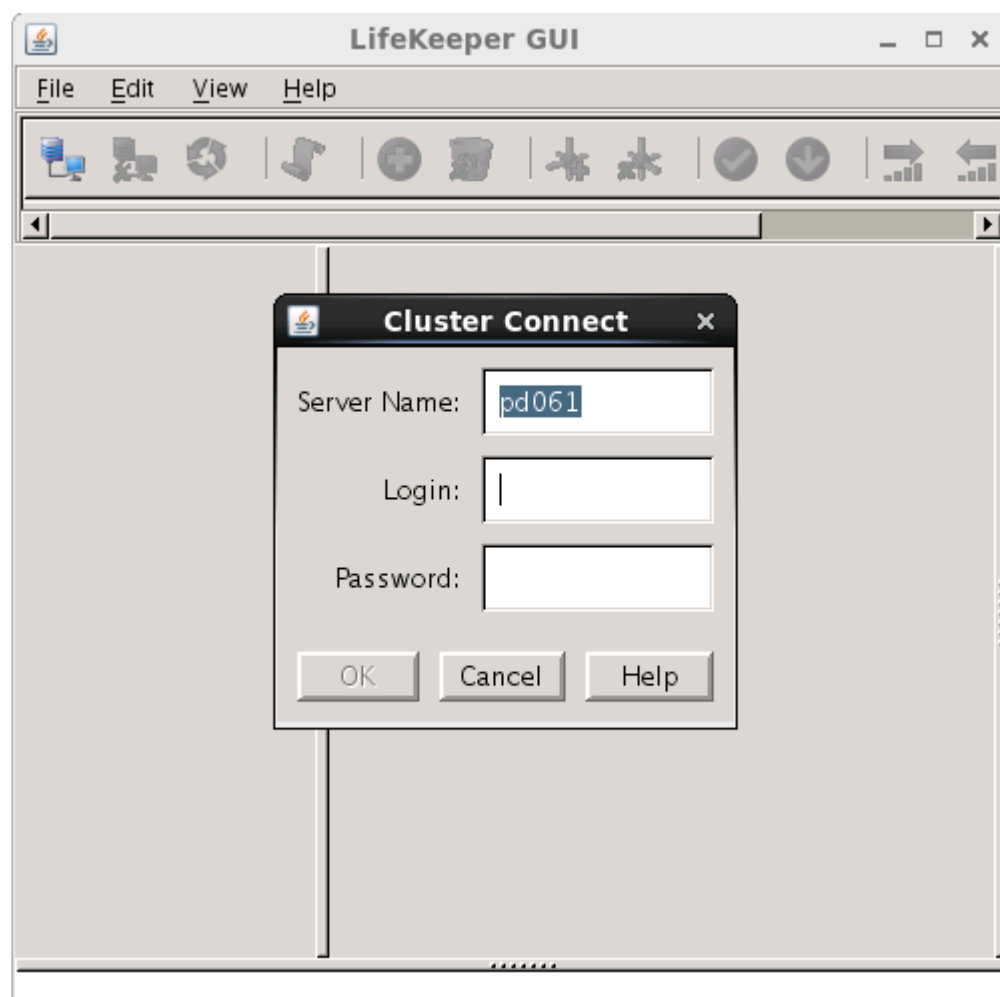 LifeKeeper GUI
File Edit View Help
Cluster Connect
Server Name: pd061
Login:
Password:
OK Cancel Help